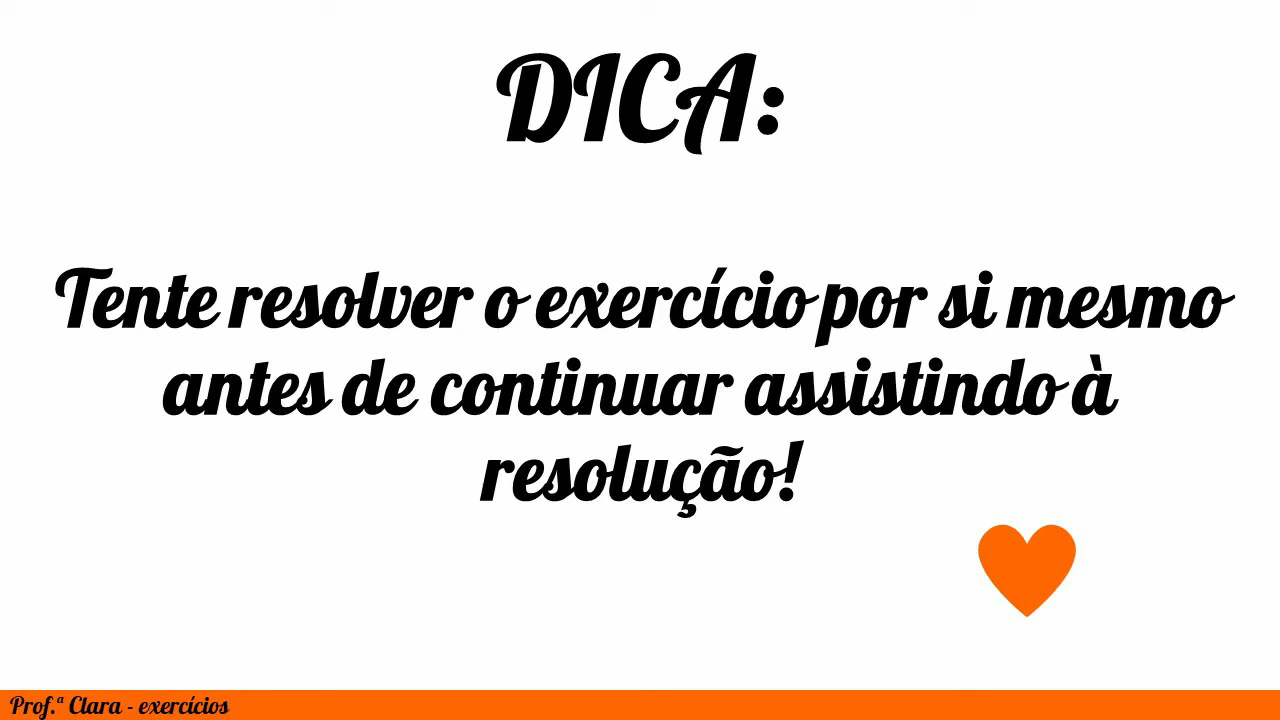 DICA:
Tente resolver o exercício por si mesmo
antes de continuar assistindo à
resolução!
Prof.ª Clara - exercícios